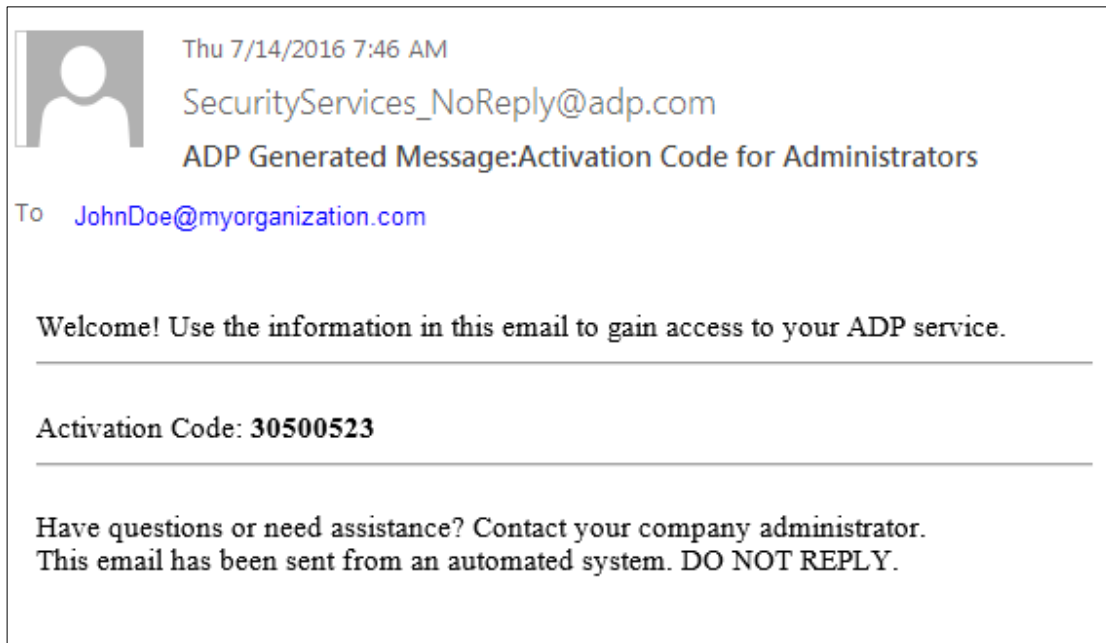 Thu 7/14/2016 7:46 AM
SecurityServices_NoReply@adp.com
ADP Generated Message:Activation Code for Administrators
To JohnDoe@myorganization.com
Welcome! Use the information in this email to gain access to your ADP service.
Activation Code: 30500523
Have questions or need assistance? Contact your company administrator.
This email has been sent from an automated system. DO NOT REPLY.